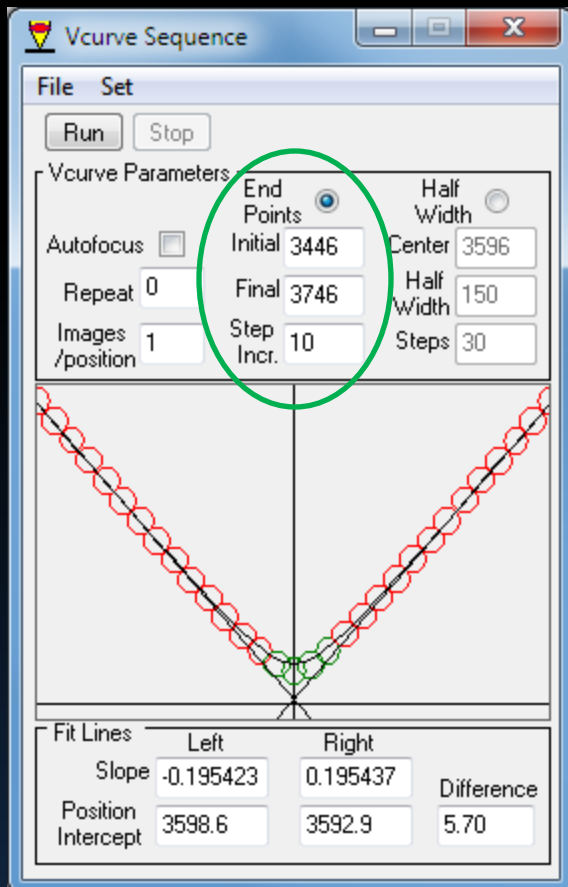 Vcurve Sequence
File Set
Run Stop
Vcurve Parameters
Autofocus
Repeat 0
Images
/position 1
End
Points
Initial 3446
Final 3746
Step
Incr. 10
Half
Width
Center 3596
Half
Width 150
Steps 30
Fit Lines
Left Right
Slope -0.195423 0.195437
Difference
Position
Intercept 3598.6 3592.9 5.70